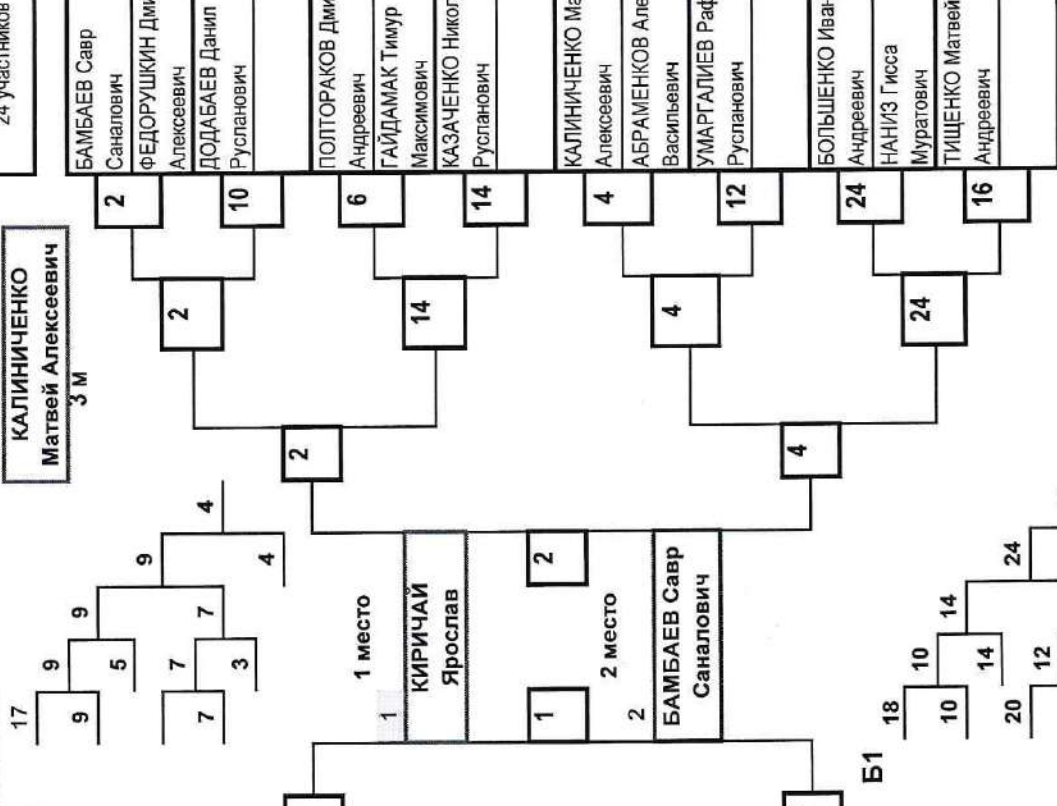 24 участников
КАЛИНИЧЕНКО
Матвей Алексеевич
3 м
17
9
9
5
9
7
7
3
7
9
4
4
1 место
1
КИРИЧАЙ
Ярослав
1
2
2 место
2
БАМБАЕВ Савр
Саналович
Б1
18
10
10
14
14
20
12
24
2
4
2
14
4
24
2
10
6
14
4
12
24
16
БАМБАЕВ Савр
Саналович
ФЕДОРУШКИН
Алексеевич
ДОДАБАЕВ Данил
Русланович
ПОЛТОРАКОВ
Андреевич
ГАЙДАМАК Тимур
Максимович
КАЗАЧЕНКО
Русланович
КАЛИНИЧЕНКО
Алексеевич
АБРАМЕНКОВ
Васильевич
УМАРГАЛИЕВ
Русланович
БОЛЬШЕНКО
Андреевич
НАНИЗ Гисса
Муратович
ТИЩЕНКО Матвей
Андреевич